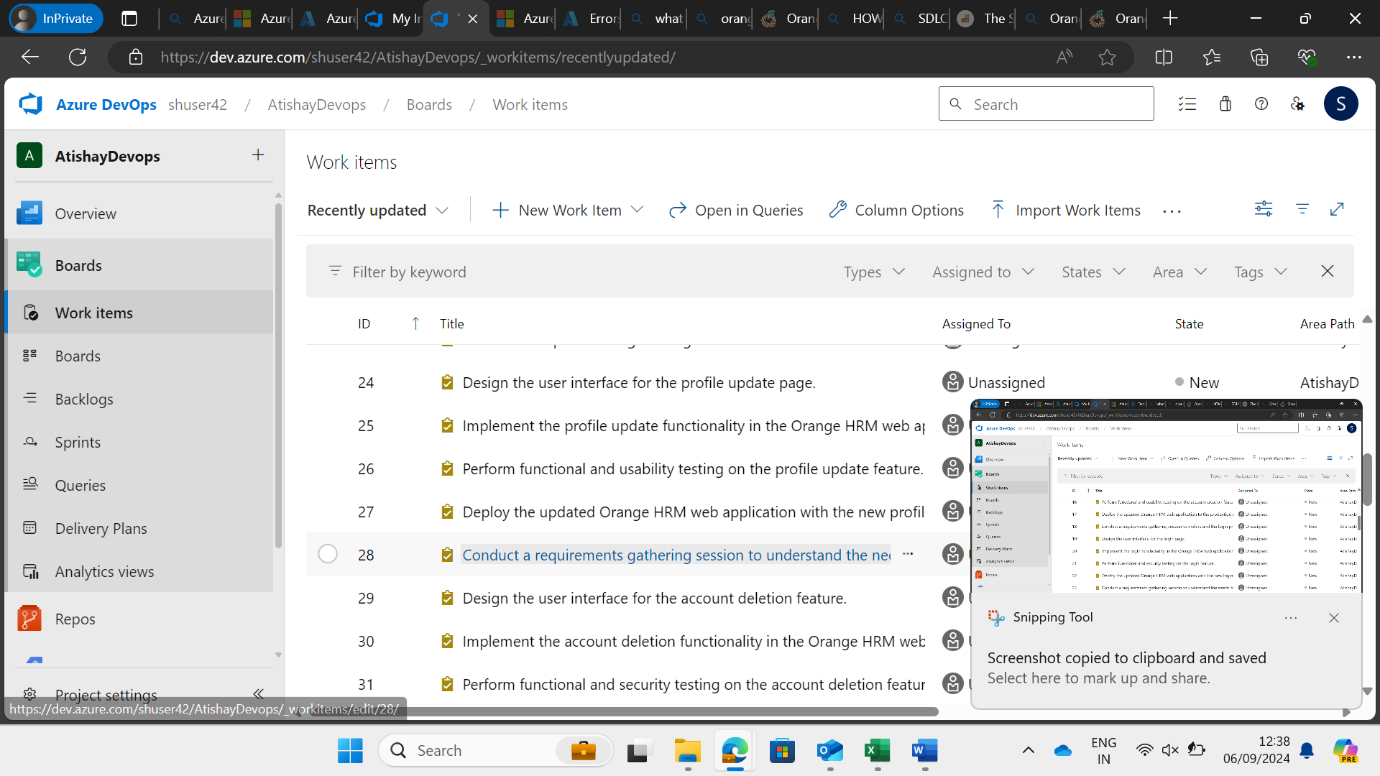 InPrivate
Azure
Azure
Azure
My In
Azure
Error
what
orang
Oran
HOW
SDLC
The S
Oran
Oran
https://dev.azure.com/shuser42/AtishayDevops/_workitems/recentlyupdated/
Azure DevOps shuser42 / AtishayDevops / Boards / Work items
Search
S
A AtishayDevops
Overview
Boards
Work items
Boards
Backlogs
Sprints
Queries
Delivery Plans
Analytics views
Repos
Project settings
https://dev.azure.com/shuser42/AtishayDevops/_workitems/edit/28/
Work items
Recently updated New Work Item Open in Queries Column Options Import Work Items
Filter by keyword Types Assigned to States Area Tags
ID Title Assigned To State Area Path
24 Design the user interface for the profile update page. Unassigned New AtishayD
25 Implement the profile update functionality in the Orange HRM web ap
26 Perform functional and usability testing on the profile update feature.
27 Deploy the updated Orange HRM web application with the new profil
28 Conduct a requirements gathering session to understand the nee
29 Design the user interface for the account deletion feature.
30 Implement the account deletion functionality in the Orange HRM web
31 Perform functional and security testing on the account deletion featur
Snipping Tool
Screenshot copied to clipboard and saved
Select here to mark up and share.
Search
ENG
IN
12:38
06/09/2024
PRE